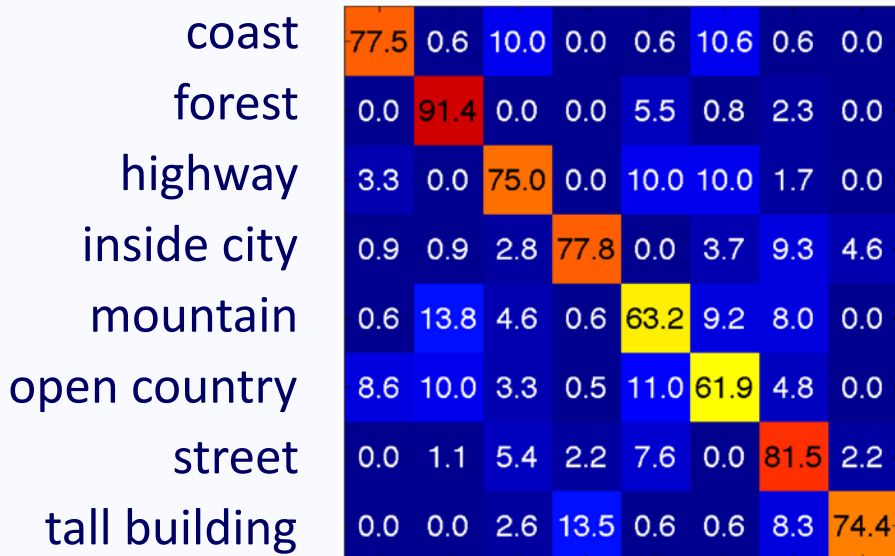 coast 77.5 0.6 10.0 0.0 0.6 10.6 0.6 0.0
forest 0.0 91.4 0.0 0.0 5.5 0.8 2.3 0.0
highway 3.3 0.0 75.0 0.0 10.0 10.0 1.7 0.0
inside city 0.9 0.9 2.8 77.8 0.0 3.7 9.3 4.6
mountain 0.6 13.8 4.6 0.6 63.2 9.2 8.0 0.0
open country 8.6 10.0 3.3 0.5 11.0 61.9 4.8 0.0
street 0.0 1.1 5.4 2.2 7.6 0.0 81.5 2.2
tall building 0.0 0.0 2.6 13.5 0.6 0.6 8.3 74.4